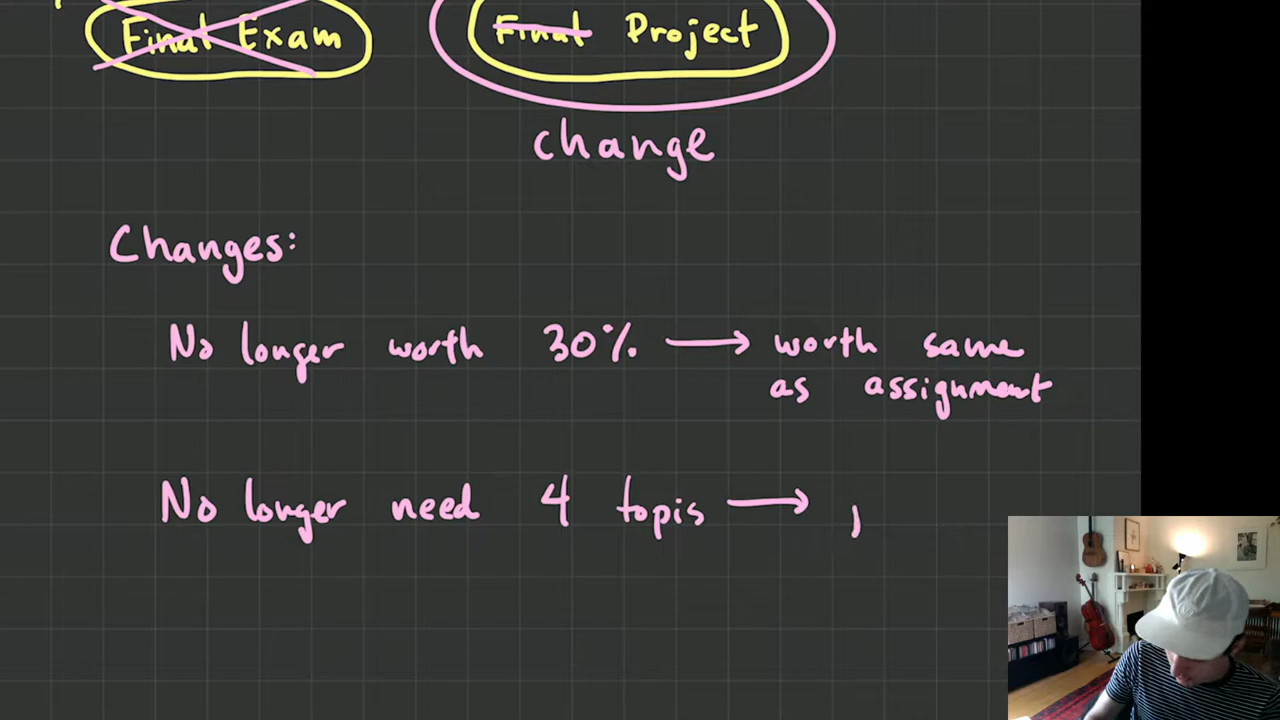 Final Exam Final Project
change
Changes:
No longer worth 30% → worth same
as assignment
No longer need 4 topis →